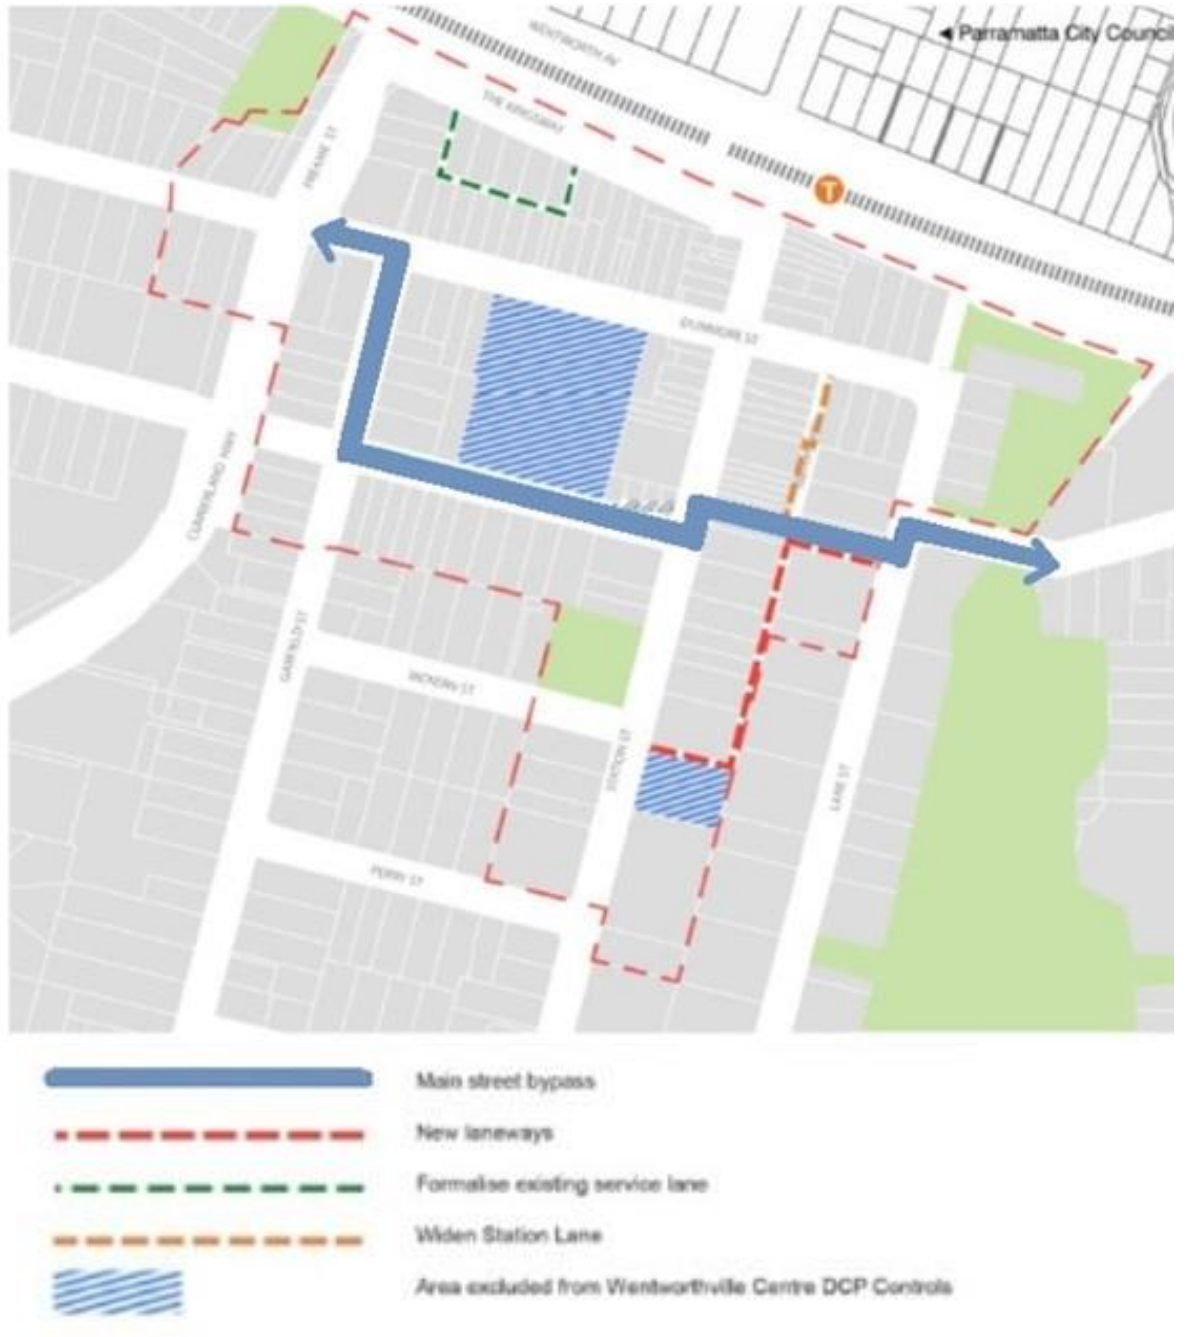 ◀ Parramatta City Council
WENTWORTH AV
THE KINGSWAY
FREAME ST
T
DUNMORE ST
CUMBERLAND HWY
GARFIELD ST
MCKERN ST
STATION ST
LANE ST
PERRY ST
Main street bypass
New laneways
Formalise existing service lane
Widen Station Lane
Area excluded from Wentworthville Centre DCP Controls